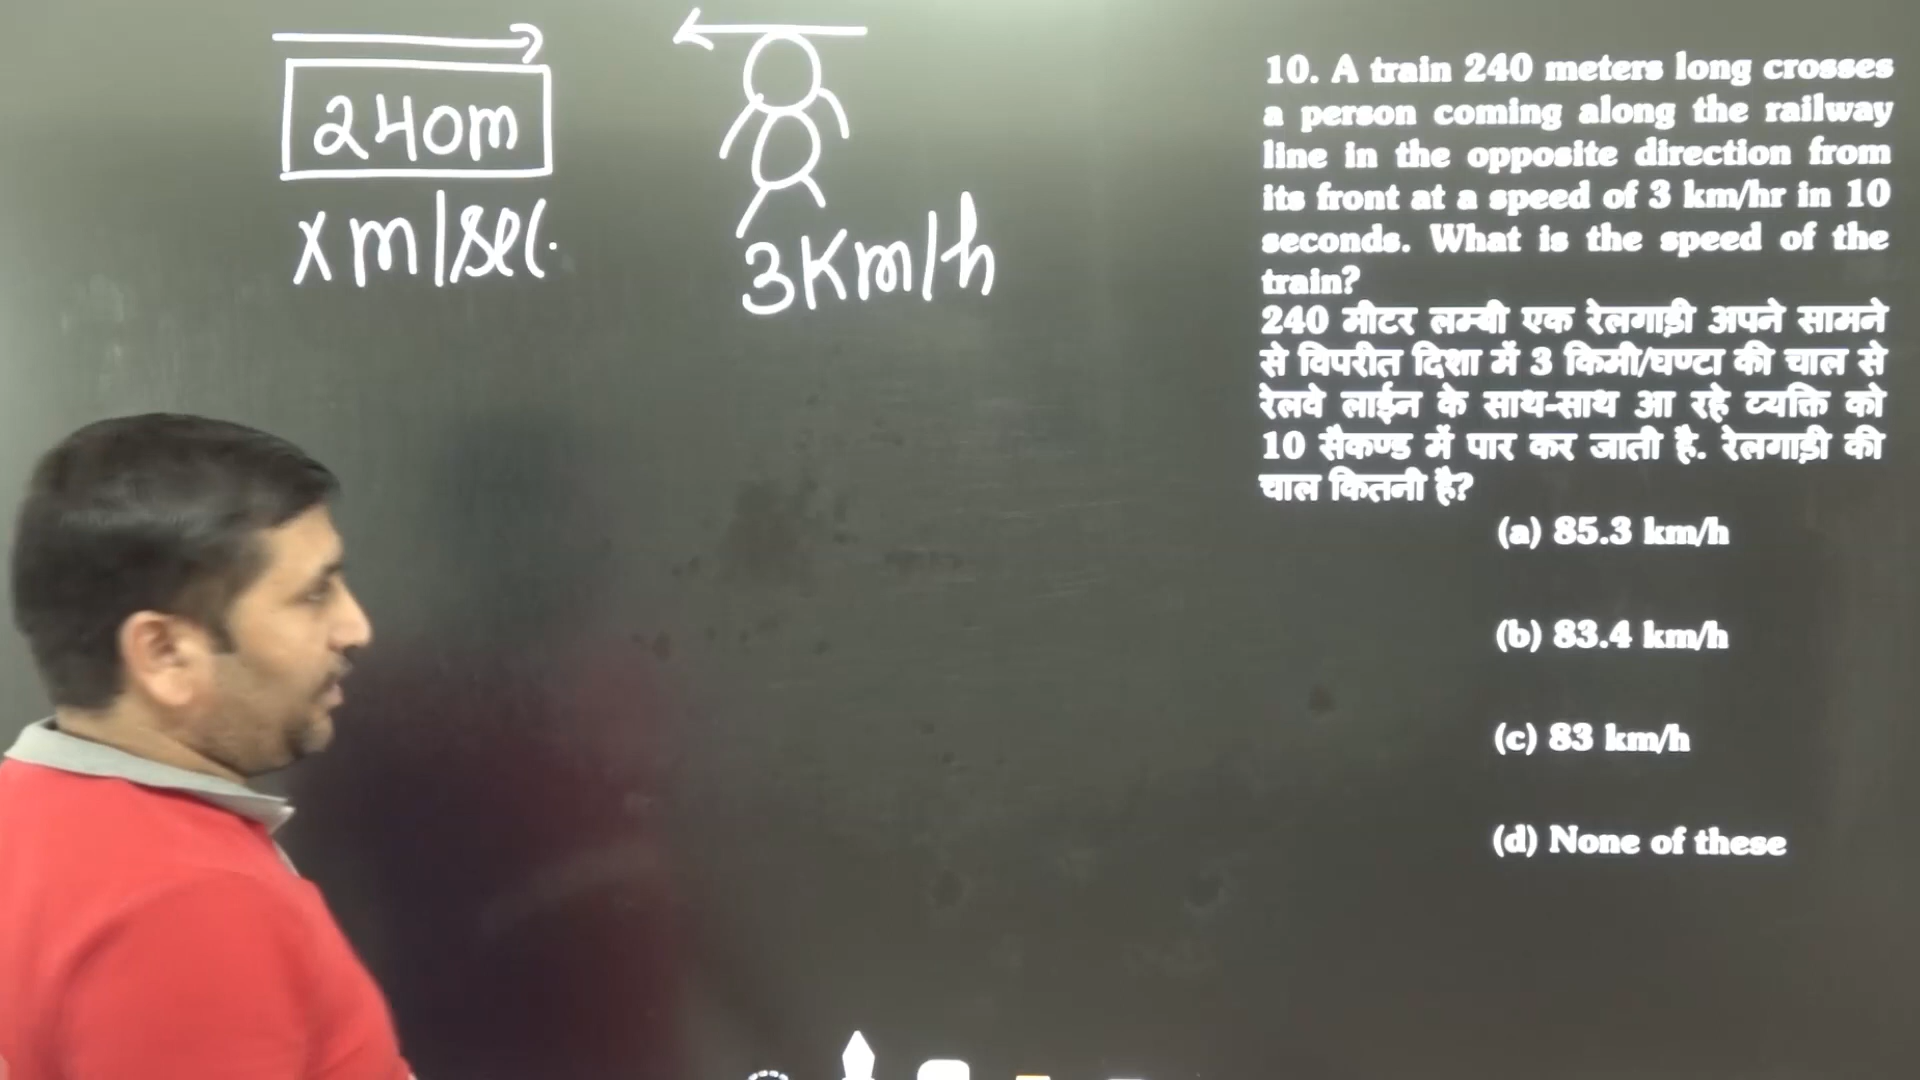 240m
x m/sec.
3Km/h
10. A train 240 meters long crosses
a person coming along the railway
line in the opposite direction from
its front at a speed of 3 km/hr in 10
seconds. What is the speed of the
train?
240 मीटर लम्बी एक रेलगाड़ी अपने सामने
से विपरीत दिशा में 3 किमी/घण्टा की चाल से
रेलवे लाईन के साथ-साथ आ रहे व्यक्ति को
10 सैकण्ड में पार कर जाती है. रेलगाड़ी की
चाल कितनी है?
(a) 85.3 km/h
(b) 83.4 km/h
(c) 83 km/h
(d) None of these